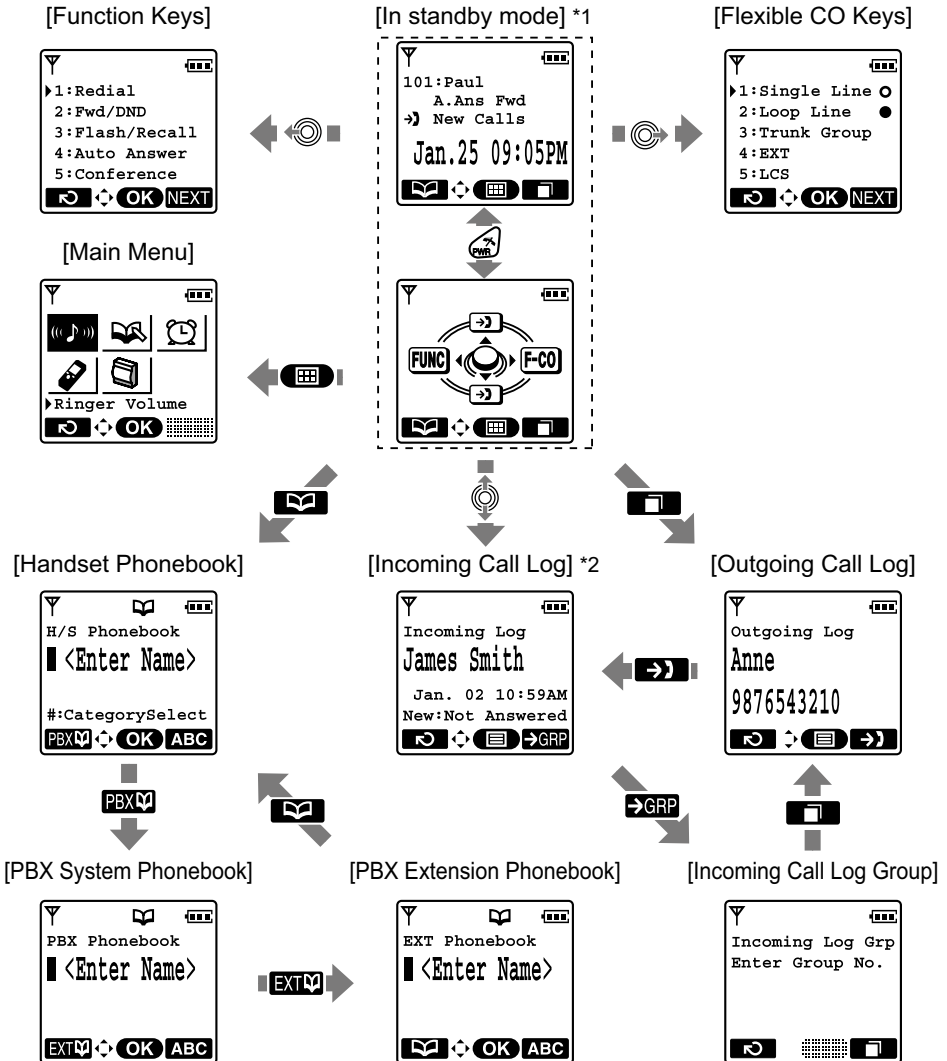 [Function Keys]
[In standby mode] *1
[Flexible CO Keys]
1:Redial
2:Fwd/DND
3:Flash/Recall
4:Auto Answer
5:Conference
OK NEXT
101:Paul
A.Ans Fwd
New Calls
Jan.25 09:05PM
1:Single Line
2:Loop Line
3:Trunk Group
4:EXT
5:LCS
OK NEXT
PWR
[Main Menu]
Ringer Volume
OK
FUNC
F-CO
[Handset Phonebook]
[Incoming Call Log] *2
[Outgoing Call Log]
H/S Phonebook
<Enter Name>
#:CategorySelect
PBX OK ABC
Incoming Log
James Smith
Jan. 02 10:59AM
New:Not Answered
GRP
Outgoing Log
Anne
9876543210
PBX
GRP
[PBX System Phonebook]
[PBX Extension Phonebook]
[Incoming Call Log Group]
PBX Phonebook
<Enter Name>
EXT OK ABC
EXT
EXT Phonebook
<Enter Name>
OK ABC
Incoming Log Grp
Enter Group No.